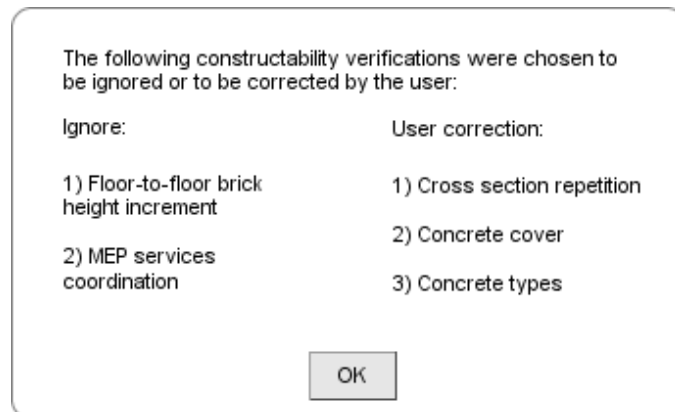 The following constructability verifications were chosen to
be ignored or to be corrected by the user:
Ignore:
1) Floor-to-floor brick
height increment
2) MEP services
coordination
User correction:
1) Cross section repetition
2) Concrete cover
3) Concrete types
OK